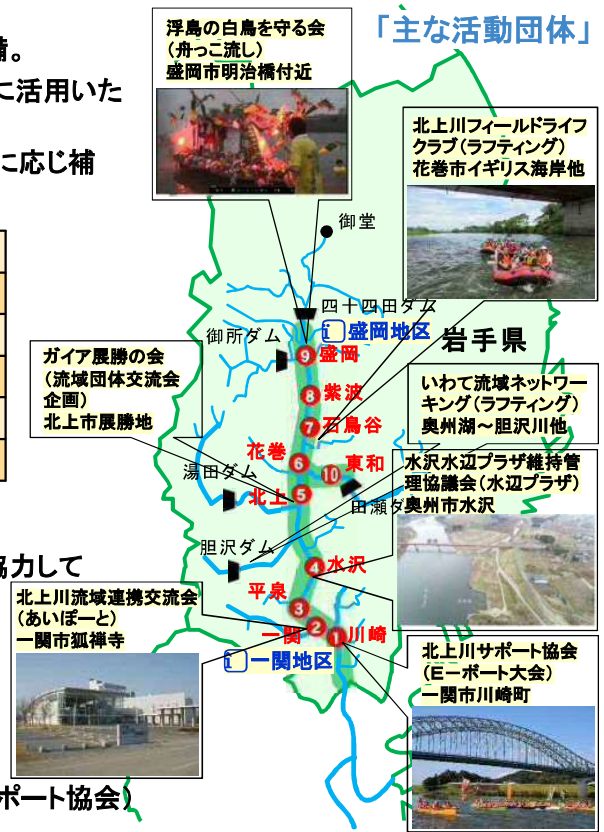 「主な活動団体」
備。
に活用いた
に応じ補
浮島の白鳥を守る会
(舟っこ流し)
盛岡市明治橋付近
北上川フィールドライフ
クラブ(ラフティング)
花巻市イギリス海岸他
御堂
四十四田ダム
i 盛岡地区
御所ダム
岩手県
9 盛岡
ガイア展勝の会
(流域団体交流会
企画)
北上市展勝地
いわて流域ネットワー
キング(ラフティング)
奥州湖~胆沢川他
8 紫波
7 石鳥谷
花巻
6
10 東和
湯田ダム
北上 5
田瀬ダ
水沢水辺プラザ維持管
理協議会(水辺プラザ)
奥州市水沢
胆沢ダム
4 水沢
協力して
平泉
3
北上川流域連携交流会
(あいぽーと)
一関市狐禅寺
2
一関
1 川崎
i 一関地区
北上川サポート協会
(E-ボート大会)
一関市川崎町
ポート協会)